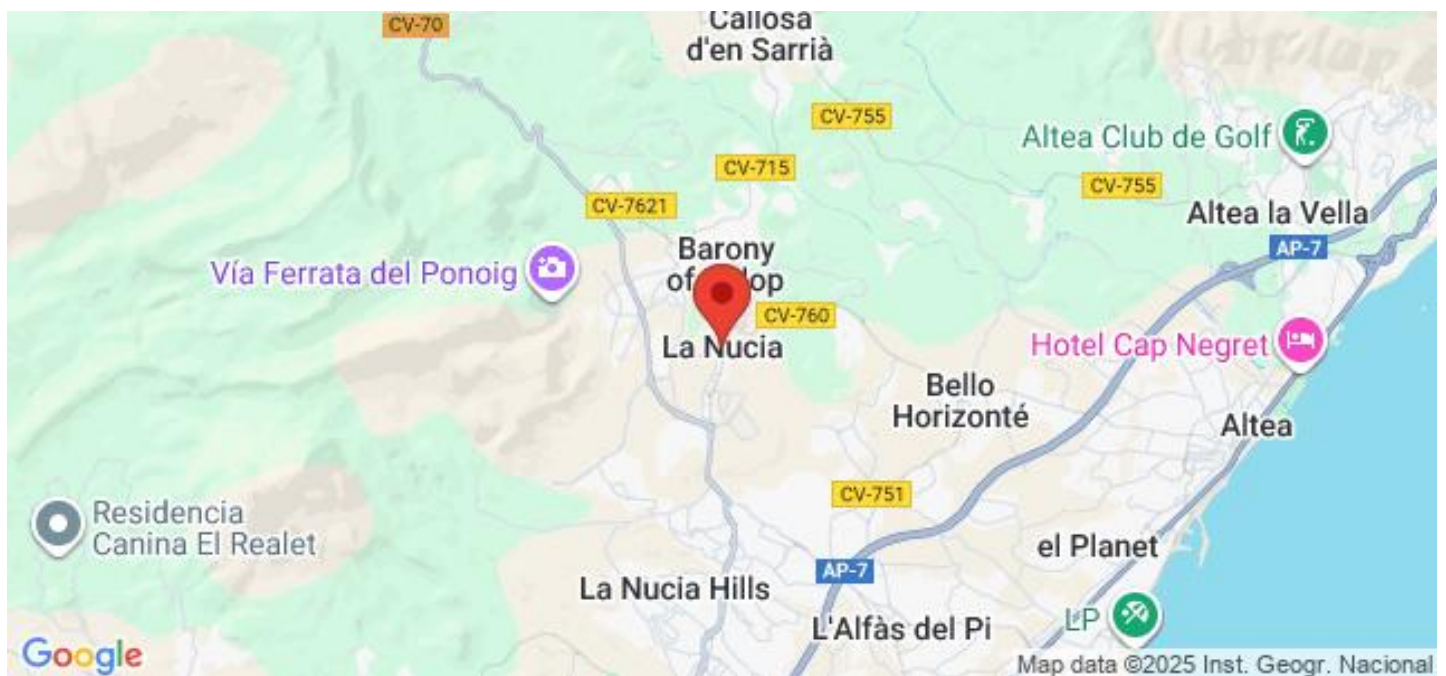 CV-70
Callosa
d'en Sarrià
CV-755
Altea Club de Golf
CV-715
CV-755
CV-7621
Altea la Vella
AP-7
Barony
Vía Ferrata del Ponoig
CV-760
La Nucia
Hotel Cap Negret
Bello
Horizonté
Altea
CV-751
Residencia
Canina El Realet
el Planet
AP-7
La Nucia Hills
L'Alfàs del Pi
LP
Google
Map data ©2025 Inst. Geogr. Nacional